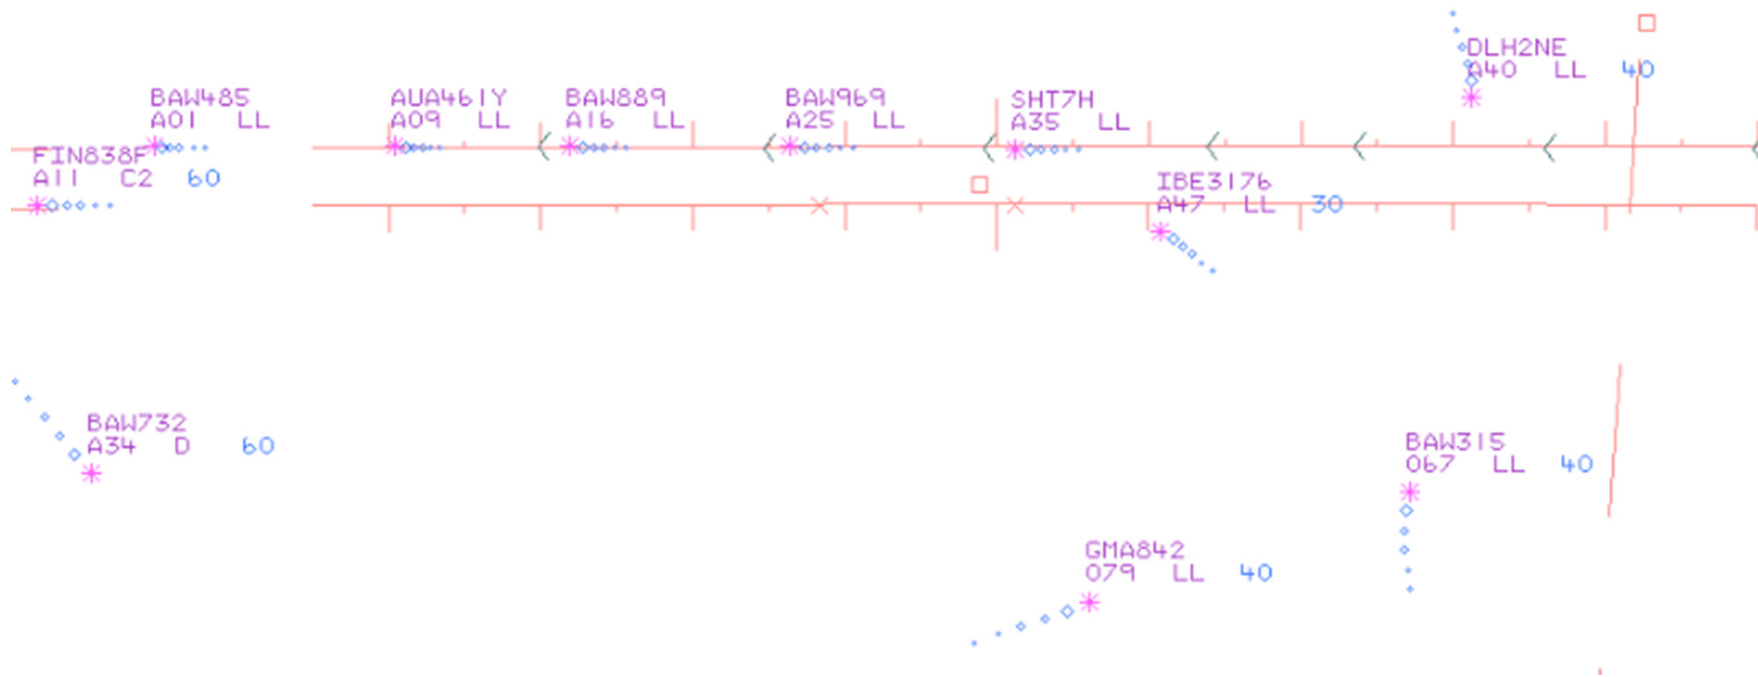 DLH2NE
A40 LL 40
BAW485
A01 LL
AUA461Y
A09 LL
BAW889
A16 LL
BAW969
A25 LL
SHT7H
A35 LL
FIN838F
A11 C2 60
IBE3176
A47 LL 30
BAW732
A34 D 60
BAW315
067 LL 40
GMA842
079 LL 40